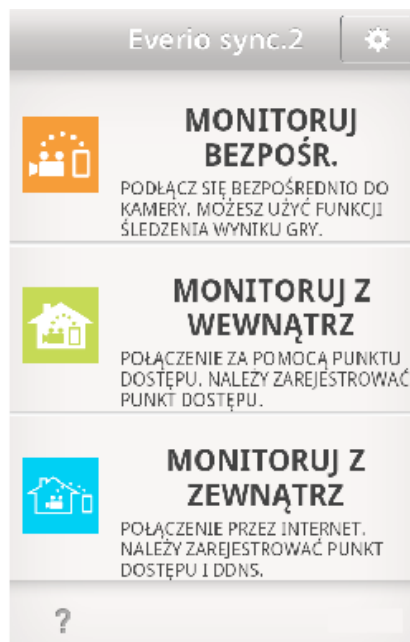 Everio sync.2
MONITORUJ
BEZPOŚR.
PODŁĄCZ SIĘ BEZPOŚREDNIO DO
KAMERY. MOŻESZ UŻYĆ FUNKCJI
ŚLEDZENIA WYNIKU GRY.
MONITORUJ Z
WEWNĄTRZ
POŁĄCZENIE ZA POMOCĄ PUNKTU
DOSTĘPU. NALEŻY ZAREJESTROWAĆ
PUNKT DOSTĘPU.
MONITORUJ Z
ZEWNĄTRZ
POŁĄCZENIE PRZEZ INTERNET.
NALEŻY ZAREJESTROWAĆ PUNKT
DOSTĘPU I DDNS.
?